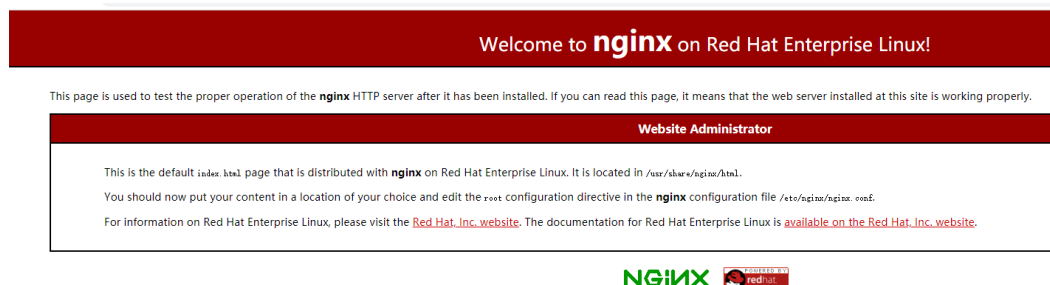 Welcome to nginx on Red Hat Enterprise Linux!
This page is used to test the proper operation of the nginx HTTP server after it has been installed. If you can read this page, it means that the web server installed at this site is working properly.
Website Administrator
This is the default index.html page that is distributed with nginx on Red Hat Enterprise Linux. It is located in /usr/share/nginx/html.
You should now put your content in a location of your choice and edit the root configuration directive in the nginx configuration file /etc/nginx/nginx.conf.
For information on Red Hat Enterprise Linux, please visit the Red Hat, Inc. website. The documentation for Red Hat Enterprise Linux is available on the Red Hat, Inc. website.
NGINX POWERED BY redhat